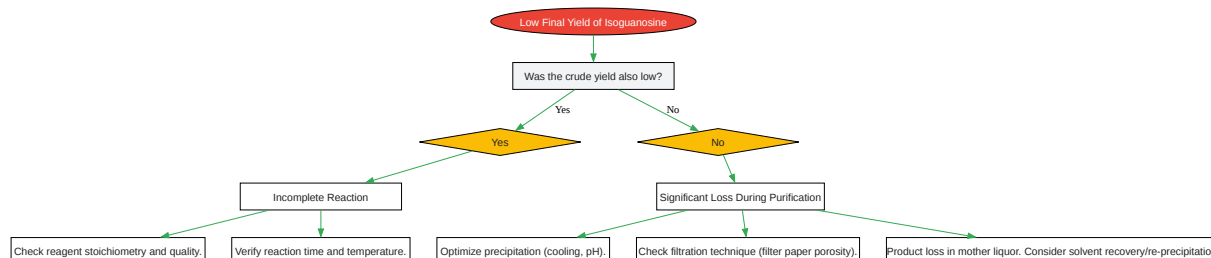 Low Final Yield of Isoguanosine
Was the crude yield also low?
Yes
No
Yes
No
Incomplete Reaction
Significant Loss During Purification
Check reagent stoichiometry and quality.
Verify reaction time and temperature.
Optimize precipitation (cooling, pH).
Check filtration technique (filter paper porosity).
Product loss in mother liquor. Consider solvent recovery/re-precipitatio